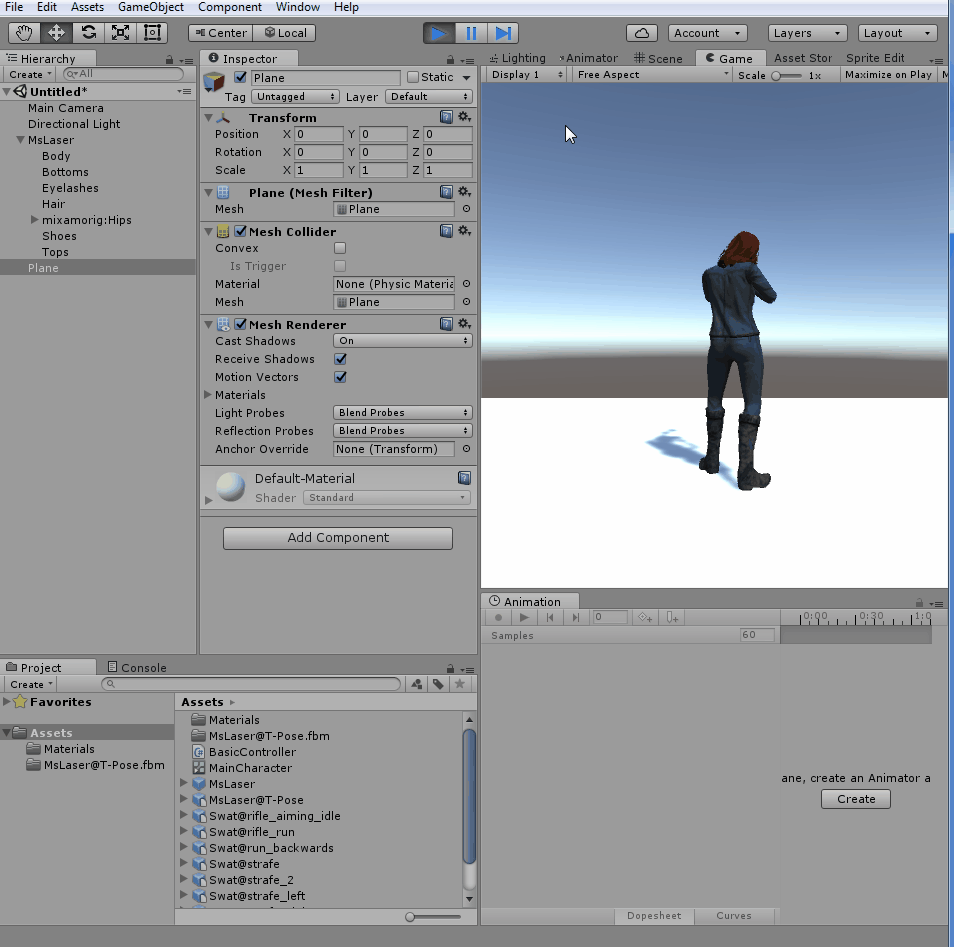 File Edit Assets GameObject Component Window Help
Center Local Account Layers Layout
Hierarchy
Create All
Untitled*
Main Camera
Directional Light
MsLaser
Body
Bottoms
Eyelashes
Hair
mixamorig:Hips
Shoes
Tops
Plane
Inspector
Plane Static
Tag Untagged Layer Default
Transform
Position X 0 Y 0 Z 0
Rotation X 0 Y 0 Z 0
Scale X 1 Y 1 Z 1
Plane (Mesh Filter)
Mesh Plane
Mesh Collider
Convex
Is Trigger
Material None (Physic Materia
Mesh Plane
Mesh Renderer
Cast Shadows On
Receive Shadows
Motion Vectors
Materials
Light Probes Blend Probes
Reflection Probes Blend Probes
Anchor Override None (Transform)
Default-Material
Shader Standard
Add Component
Lighting Animator Scene Game Asset Stor Sprite Edit
Display 1 Free Aspect Scale 1x Maximize on Play M
Animation
0 0:00 0:30 1:0
Samples 60
ane, create an Animator a
Create
Dopesheet Curves
Project Console
Create
Favorites
Assets
Materials
MsLaser@T-Pose.fbm
Assets
Materials
MsLaser@T-Pose.fbm
BasicController
MainCharacter
MsLaser
MsLaser@T-Pose
Swat@rifle_aiming_idle
Swat@rifle_run
Swat@run_backwards
Swat@strafe
Swat@strafe_2
Swat@strafe_left